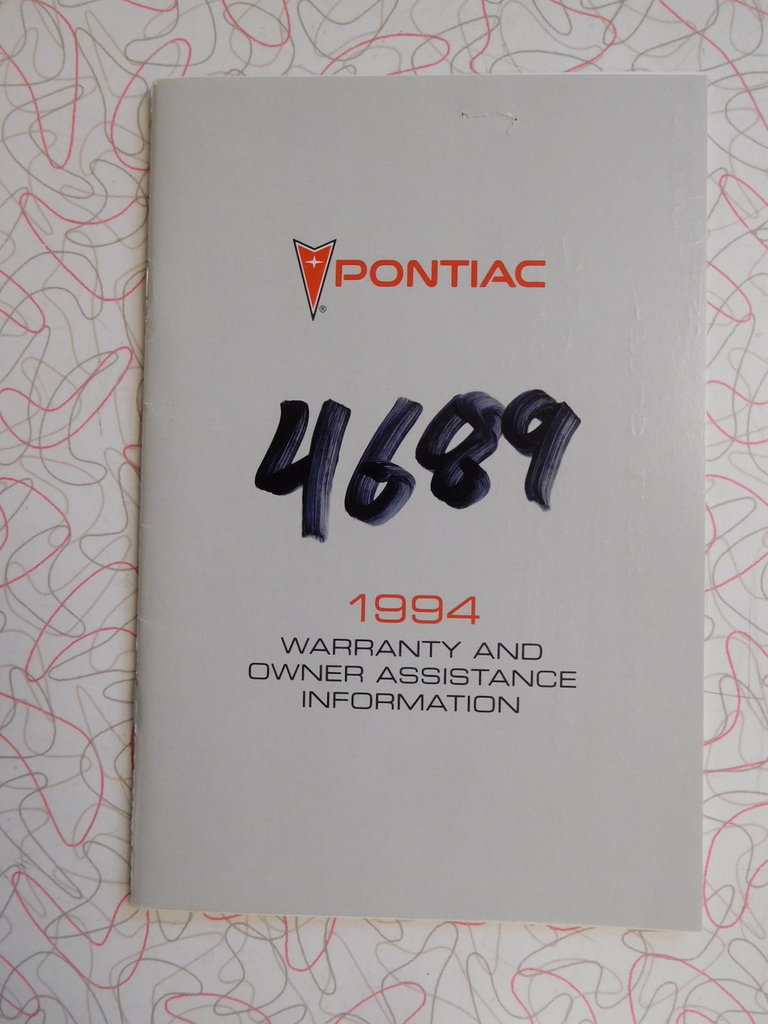 PONTIAC
®
4689
1994
WARRANTY AND
OWNER ASSISTANCE
INFORMATION